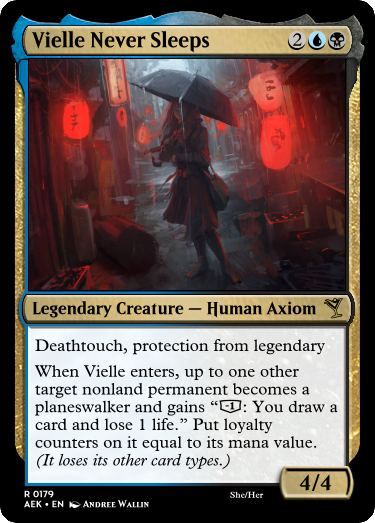 Vielle Never Sleeps 2
Legendary Creature — Human Axiom
Deathtouch, protection from legendary
When Vielle enters, up to one other
target nonland permanent becomes a
planeswalker and gains “-1: You draw a
card and lose 1 life.” Put loyalty
counters on it equal to its mana value.
(It loses its other card types.)
4/4
R 0179
AEK • EN Andree Wallin
She/Her